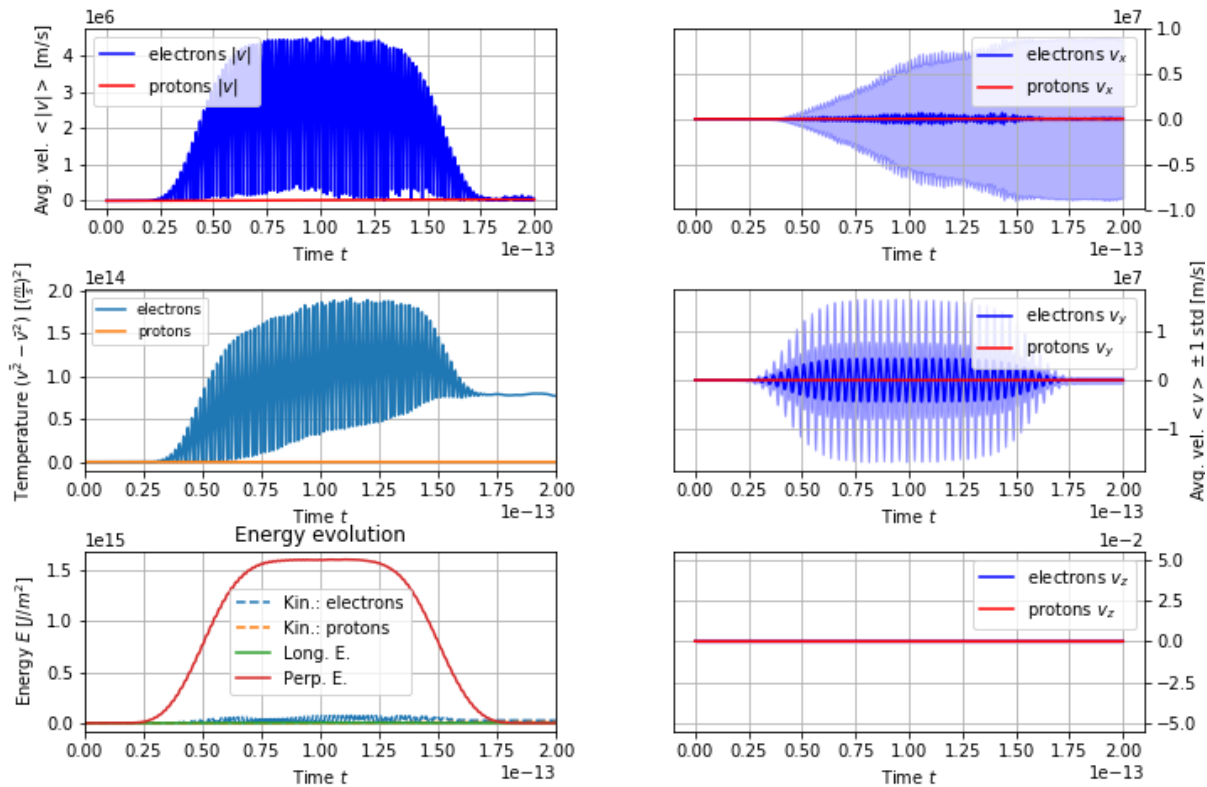 1e6
Avg. vel. <|v|> [m/s]
4
3
2
1
0
electrons |v|
protons |v|
0.00 0.25 0.50 0.75 1.00 1.25 1.50 1.75 2.00
Time t
1e−13
1e7
1.0
0.5
0.0
−0.5
−1.0
electrons vₓ
protons vₓ
0.00 0.25 0.50 0.75 1.00 1.25 1.50 1.75 2.00
Time t
1e−13
1e14
Temperature (v̄² − v̄²) [(m/s)²]
2.0
1.5
1.0
0.5
0.0
electrons
protons
0.00 0.25 0.50 0.75 1.00 1.25 1.50 1.75 2.00
Time t
1e−13
1e7
1
0
−1
Avg. vel. <v> ±1 std [m/s]
electrons v_y
protons v_y
0.00 0.25 0.50 0.75 1.00 1.25 1.50 1.75 2.00
Time t
1e−13
Energy evolution
1e15
Energy E [J/m²]
1.5
1.0
0.5
0.0
Kin.: electrons
Kin.: protons
Long. E.
Perp. E.
0.00 0.25 0.50 0.75 1.00 1.25 1.50 1.75 2.00
Time t
1e−13
1e−2
5.0
2.5
0.0
−2.5
−5.0
electrons v_z
protons v_z
0.00 0.25 0.50 0.75 1.00 1.25 1.50 1.75 2.00
Time t
1e−13